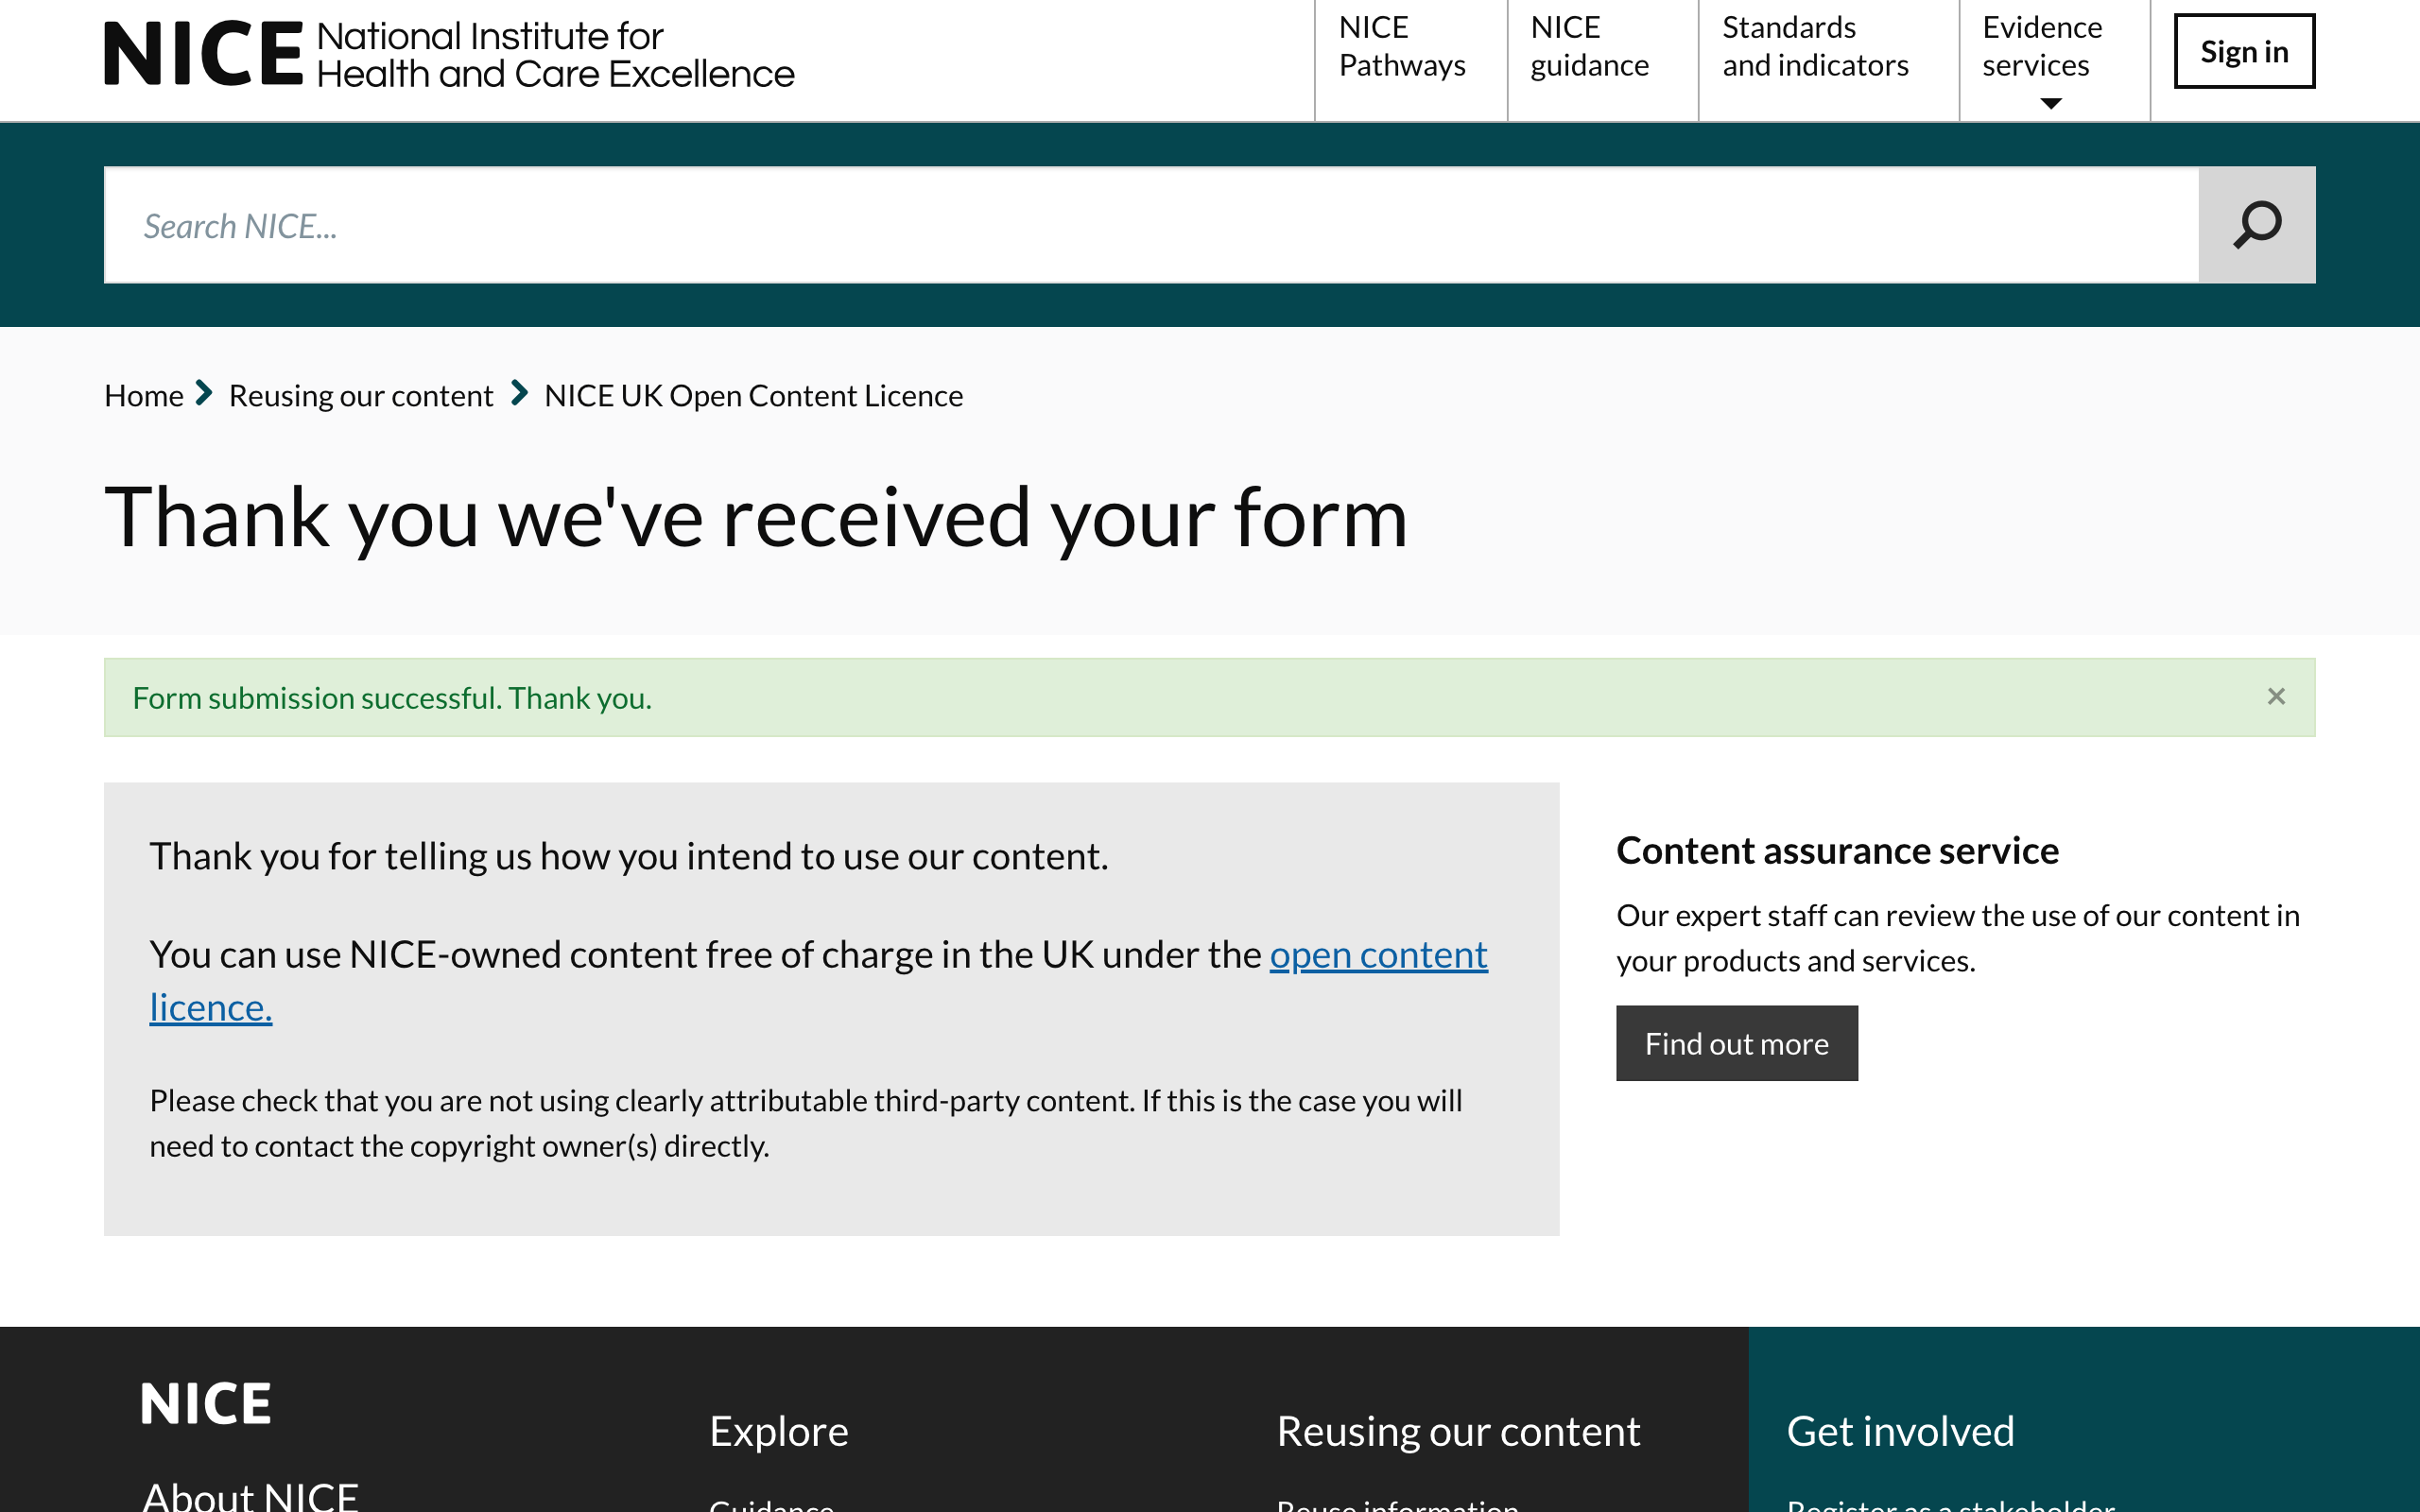 NICE National Institute for
Health and Care Excellence
NICE
Pathways
NICE
guidance
Standards
and indicators
Evidence
services
Sign in
Search NICE...
Home
Reusing our content
NICE UK Open Content Licence
Thank you we've received your form
Form submission successful. Thank you.
×
Thank you for telling us how you intend to use our content.
You can use NICE-owned content free of charge in the UK under the open content
licence.
Please check that you are not using clearly attributable third-party content. If this is the case you will
need to contact the copyright owner(s) directly.
Content assurance service
Our expert staff can review the use of our content in
your products and services.
Find out more
NICE
About NICE
Explore
Guidance
Reusing our content
Reuse information
Get involved
Register as a stakeholder